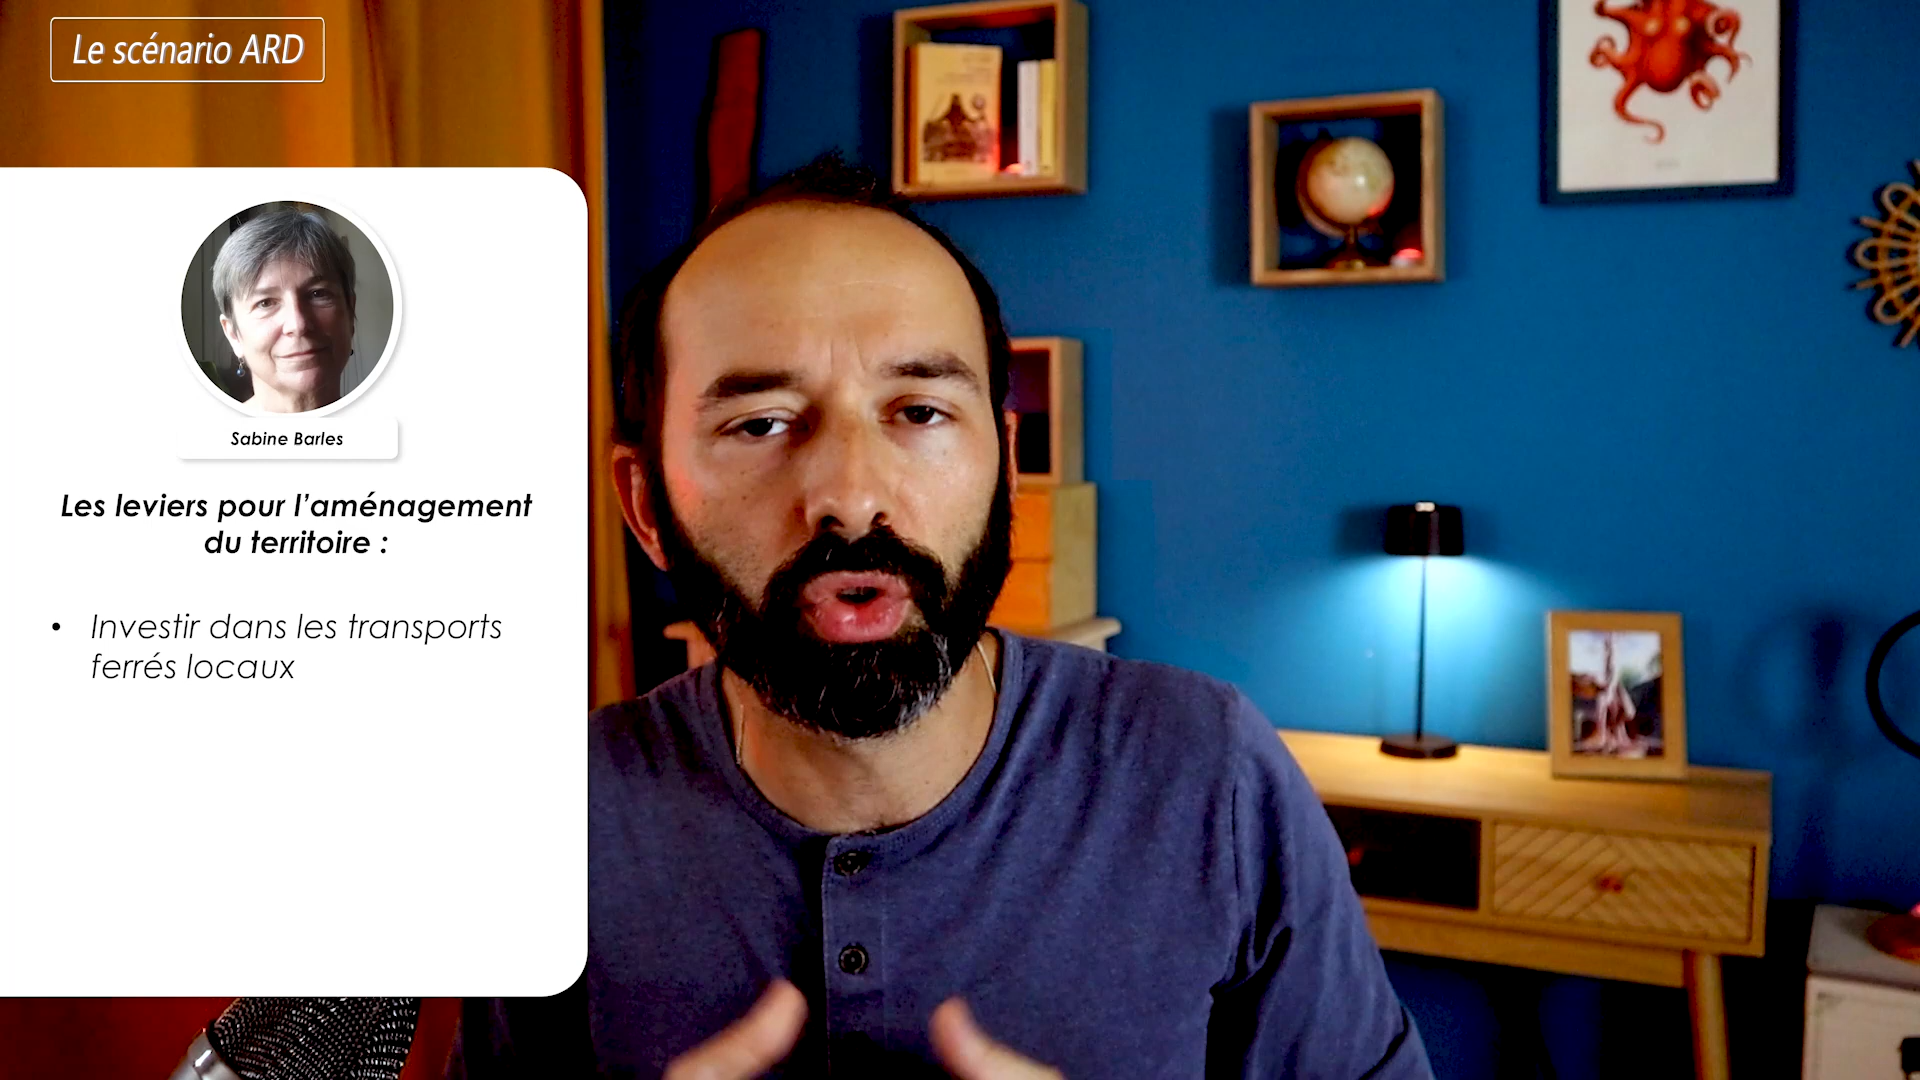 Le scénario ARD
Sabine Barles
Les leviers pour l’aménagement
du territoire :
• Investir dans les transports
ferrés locaux